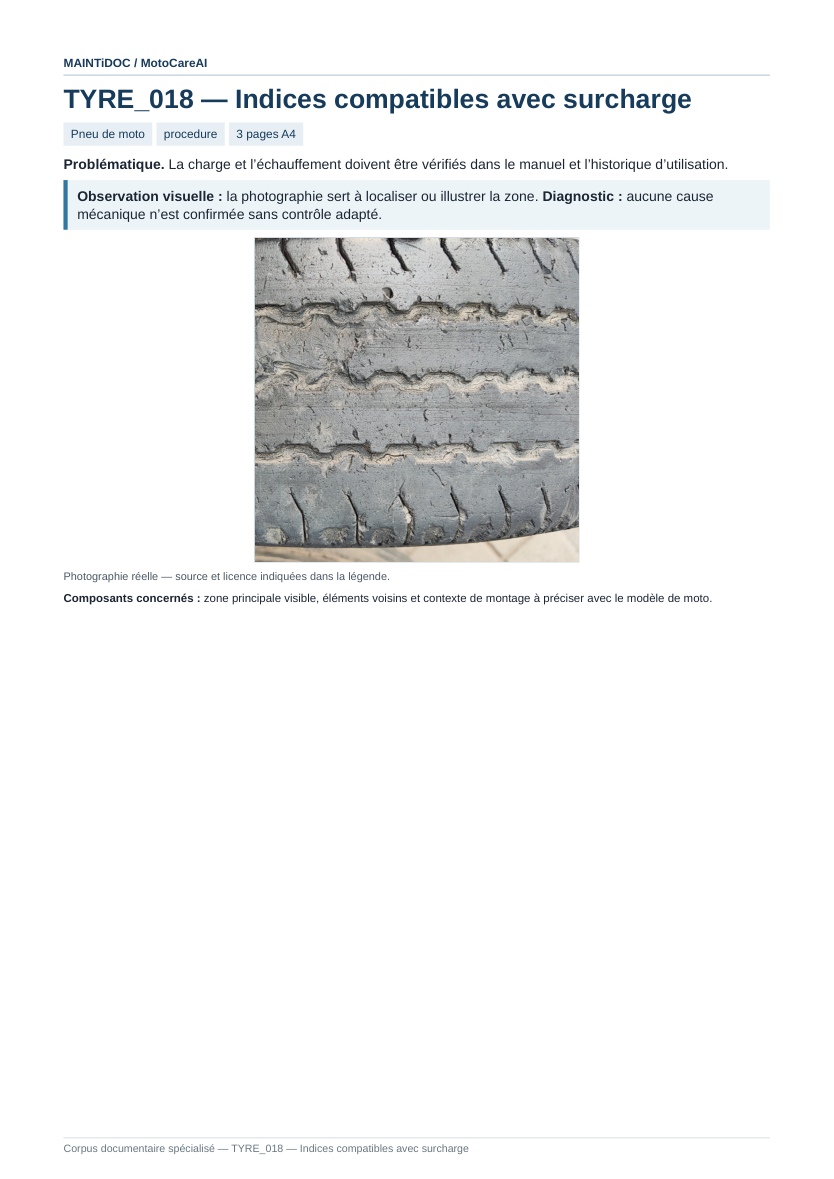 MAINTiDOC / MotoCareAI
TYRE_018 — Indices compatibles avec surcharge
Pneu de moto procedure 3 pages A4
Problématique. La charge et l’échauffement doivent être vérifiés dans le manuel et l’historique d’utilisation.
Observation visuelle : la photographie sert à localiser ou illustrer la zone. Diagnostic : aucune cause
mécanique n’est confirmée sans contrôle adapté.
Photographie réelle — source et licence indiquées dans la légende.
Composants concernés : zone principale visible, éléments voisins et contexte de montage à préciser avec le modèle de moto.
Corpus documentaire spécialisé — TYRE_018 — Indices compatibles avec surcharge